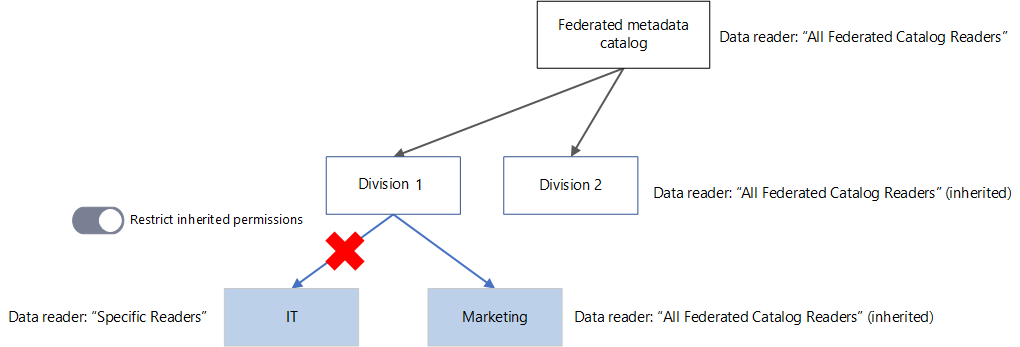 Federated metadata
catalog
Data reader: “All Federated Catalog Readers”
Division 1
Division 2
Data reader: “All Federated Catalog Readers” (inherited)
Restrict inherited permissions
Data reader: “Specific Readers”
IT
Marketing
Data reader: “All Federated Catalog Readers” (inherited)